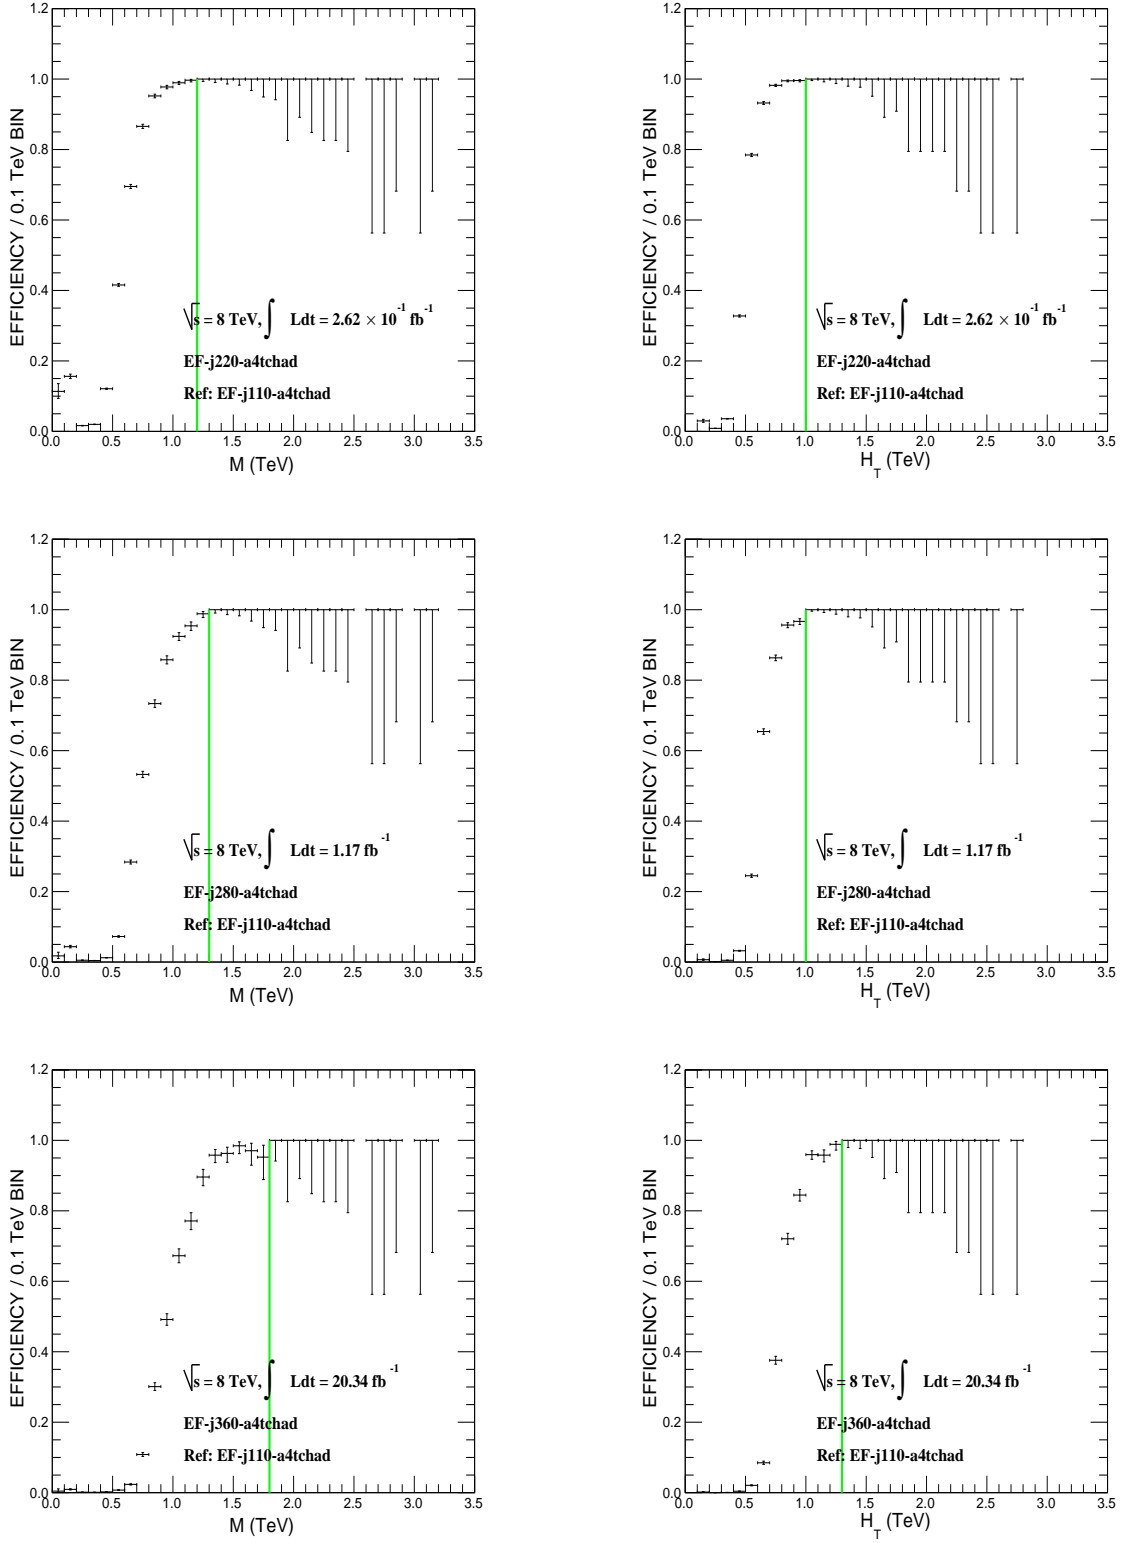 1.2
1.0
0.8
0.6
0.4
0.2
0.0
EFFICIENCY / 0.1 TeV BIN
√s = 8 TeV, ∫ Ldt = 2.62 × 10^-1 fb^-1
EF-j220-a4tchad
Ref: EF-j110-a4tchad
0.0 0.5 1.0 1.5 2.0 2.5 3.0 3.5
M (TeV)
1.2
1.0
0.8
0.6
0.4
0.2
0.0
EFFICIENCY / 0.1 TeV BIN
√s = 8 TeV, ∫ Ldt = 2.62 × 10^-1 fb^-1
EF-j220-a4tchad
Ref: EF-j110-a4tchad
0.0 0.5 1.0 1.5 2.0 2.5 3.0 3.5
H_T (TeV)
1.2
1.0
0.8
0.6
0.4
0.2
0.0
EFFICIENCY / 0.1 TeV BIN
√s = 8 TeV, ∫ Ldt = 1.17 fb^-1
EF-j280-a4tchad
Ref: EF-j110-a4tchad
0.0 0.5 1.0 1.5 2.0 2.5 3.0 3.5
M (TeV)
1.2
1.0
0.8
0.6
0.4
0.2
0.0
EFFICIENCY / 0.1 TeV BIN
√s = 8 TeV, ∫ Ldt = 1.17 fb^-1
EF-j280-a4tchad
Ref: EF-j110-a4tchad
0.0 0.5 1.0 1.5 2.0 2.5 3.0 3.5
H_T (TeV)
1.2
1.0
0.8
0.6
0.4
0.2
0.0
EFFICIENCY / 0.1 TeV BIN
√s = 8 TeV, ∫ Ldt = 20.34 fb^-1
EF-j360-a4tchad
Ref: EF-j110-a4tchad
0.0 0.5 1.0 1.5 2.0 2.5 3.0 3.5
M (TeV)
1.2
1.0
0.8
0.6
0.4
0.2
0.0
EFFICIENCY / 0.1 TeV BIN
√s = 8 TeV, ∫ Ldt = 20.34 fb^-1
EF-j360-a4tchad
Ref: EF-j110-a4tchad
0.0 0.5 1.0 1.5 2.0 2.5 3.0 3.5
H_T (TeV)